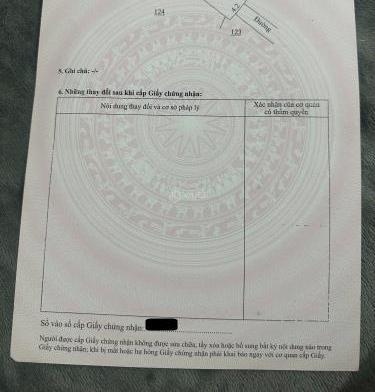 124
4.2
Đường
123
5. Ghi chú: -/-
6. Những thay đổi sau khi cấp Giấy chứng nhận:
Nội dung thay đổi và cơ sở pháp lý
Xác nhận của cơ quan
có thẩm quyền
Số vào sổ cấp Giấy chứng nhận:
Người được cấp Giấy chứng nhận không được sửa chữa, tẩy xóa hoặc bổ sung bất kỳ nội dung nào trong
Giấy chứng nhận; khi bị mất hoặc hư hỏng Giấy chứng nhận phải khai báo ngay với cơ quan cấp Giấy.